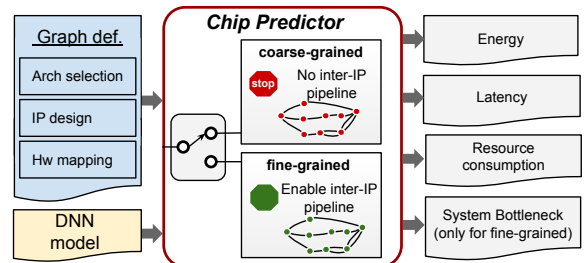 Graph def.
Arch selection
IP design
Hw mapping
DNN
model
Chip Predictor
coarse-grained
stop
No inter-IP
pipeline
fine-grained
Enable inter-IP
pipeline
Energy
Latency
Resource
consumption
System Bottleneck
(only for fine-grained)